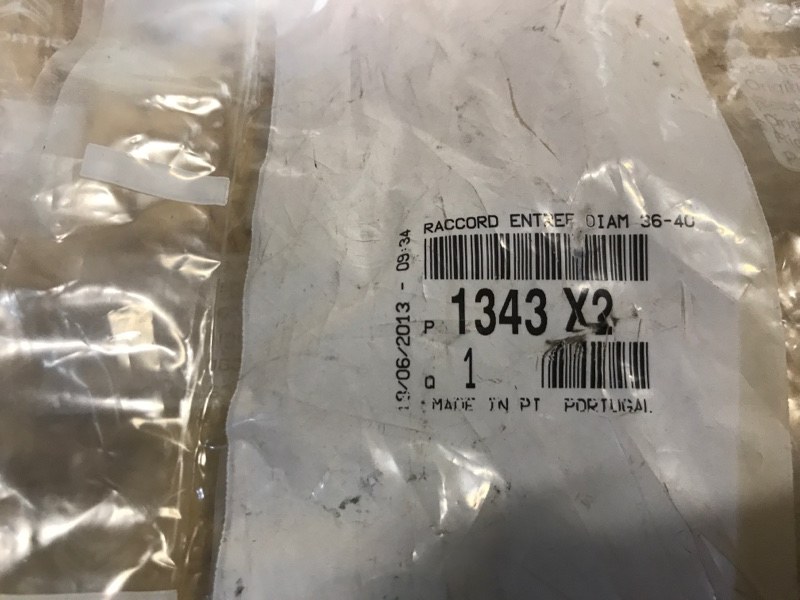 RACCORD ENTREE DIAM 36-40
P 1343 X2
Q 1
MADE IN PT PORTUGAL
19/06/2013 - 09:34